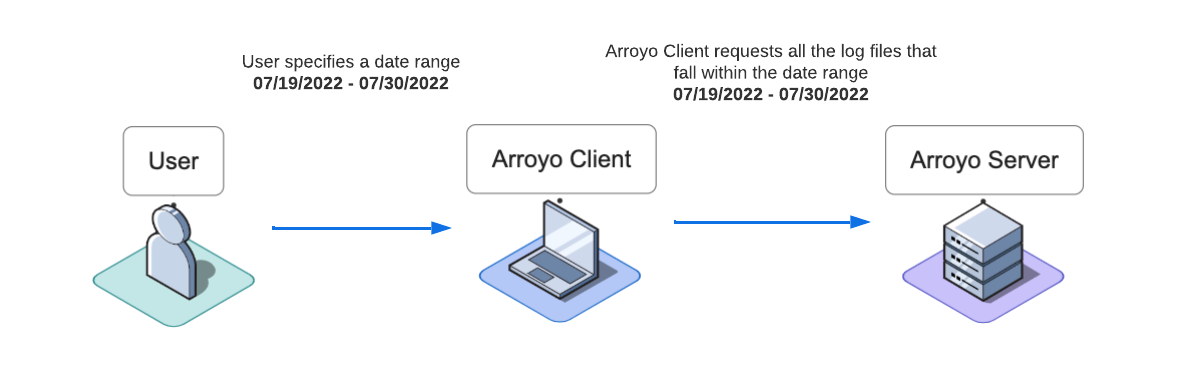 User specifies a date range
07/19/2022 - 07/30/2022
Arroyo Client requests all the log files that
fall within the date range
07/19/2022 - 07/30/2022
User
Arroyo Client
Arroyo Server